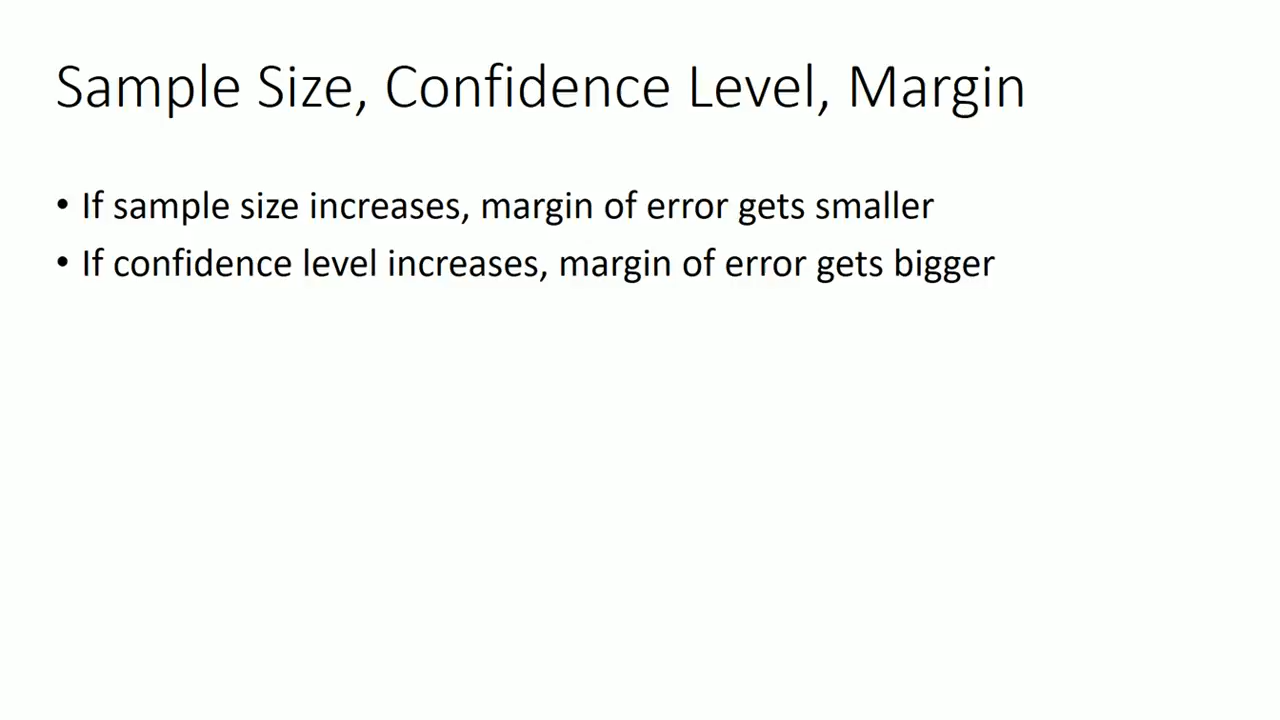 Sample Size, Confidence Level, Margin
• If sample size increases, margin of error gets smaller
• If confidence level increases, margin of error gets bigger